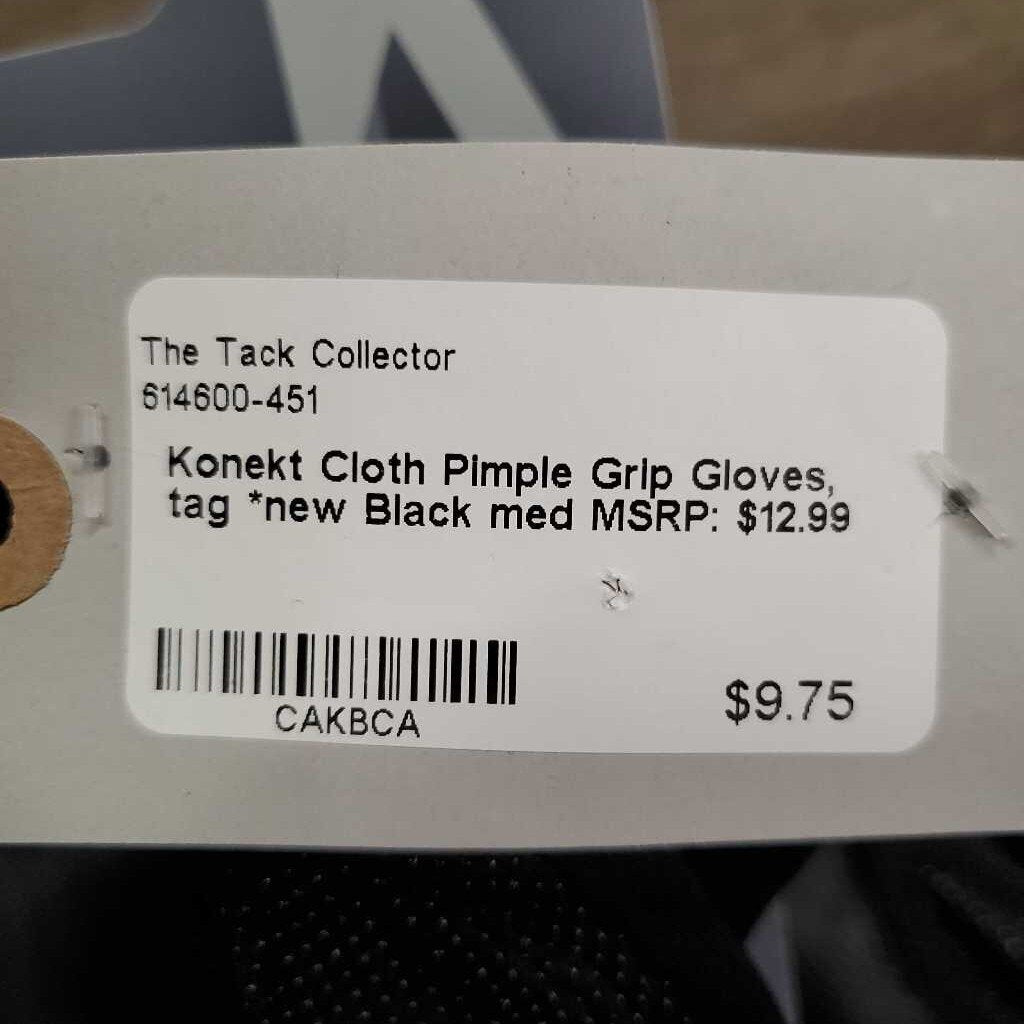 The Tack Collector
614600-451
Konekt Cloth Pimple Grip Gloves,
tag *new Black med MSRP: $12.99
CAKBCA
$9.75